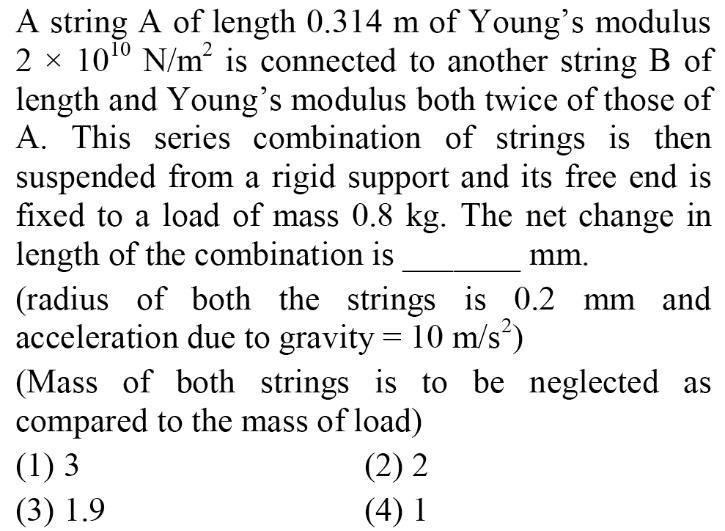 A string A of length 0.314 m of Young’s modulus
2 × 10¹⁰ N/m² is connected to another string B of
length and Young’s modulus both twice of those of
A. This series combination of strings is then
suspended from a rigid support and its free end is
fixed to a load of mass 0.8 kg. The net change in
length of the combination is _______ mm.
(radius of both the strings is 0.2 mm and
acceleration due to gravity = 10 m/s²)
(Mass of both strings is to be neglected as
compared to the mass of load)
(1) 3 (2) 2
(3) 1.9 (4) 1